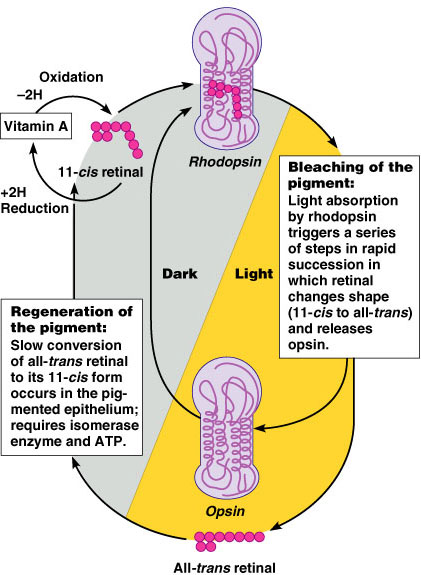 Oxidation
–2H
Vitamin A
11-cis retinal
+2H
Reduction
Rhodopsin
Bleaching of the
pigment:
Light absorption
by rhodopsin
triggers a series
of steps in rapid
succession in
which retinal
changes shape
(11-cis to all-trans)
and releases
opsin.
Dark
Light
Regeneration of
the pigment:
Slow conversion
of all-trans retinal
to its 11-cis form
occurs in the pig-
mented epithelium;
requires isomerase
enzyme and ATP.
Opsin
All-trans retinal